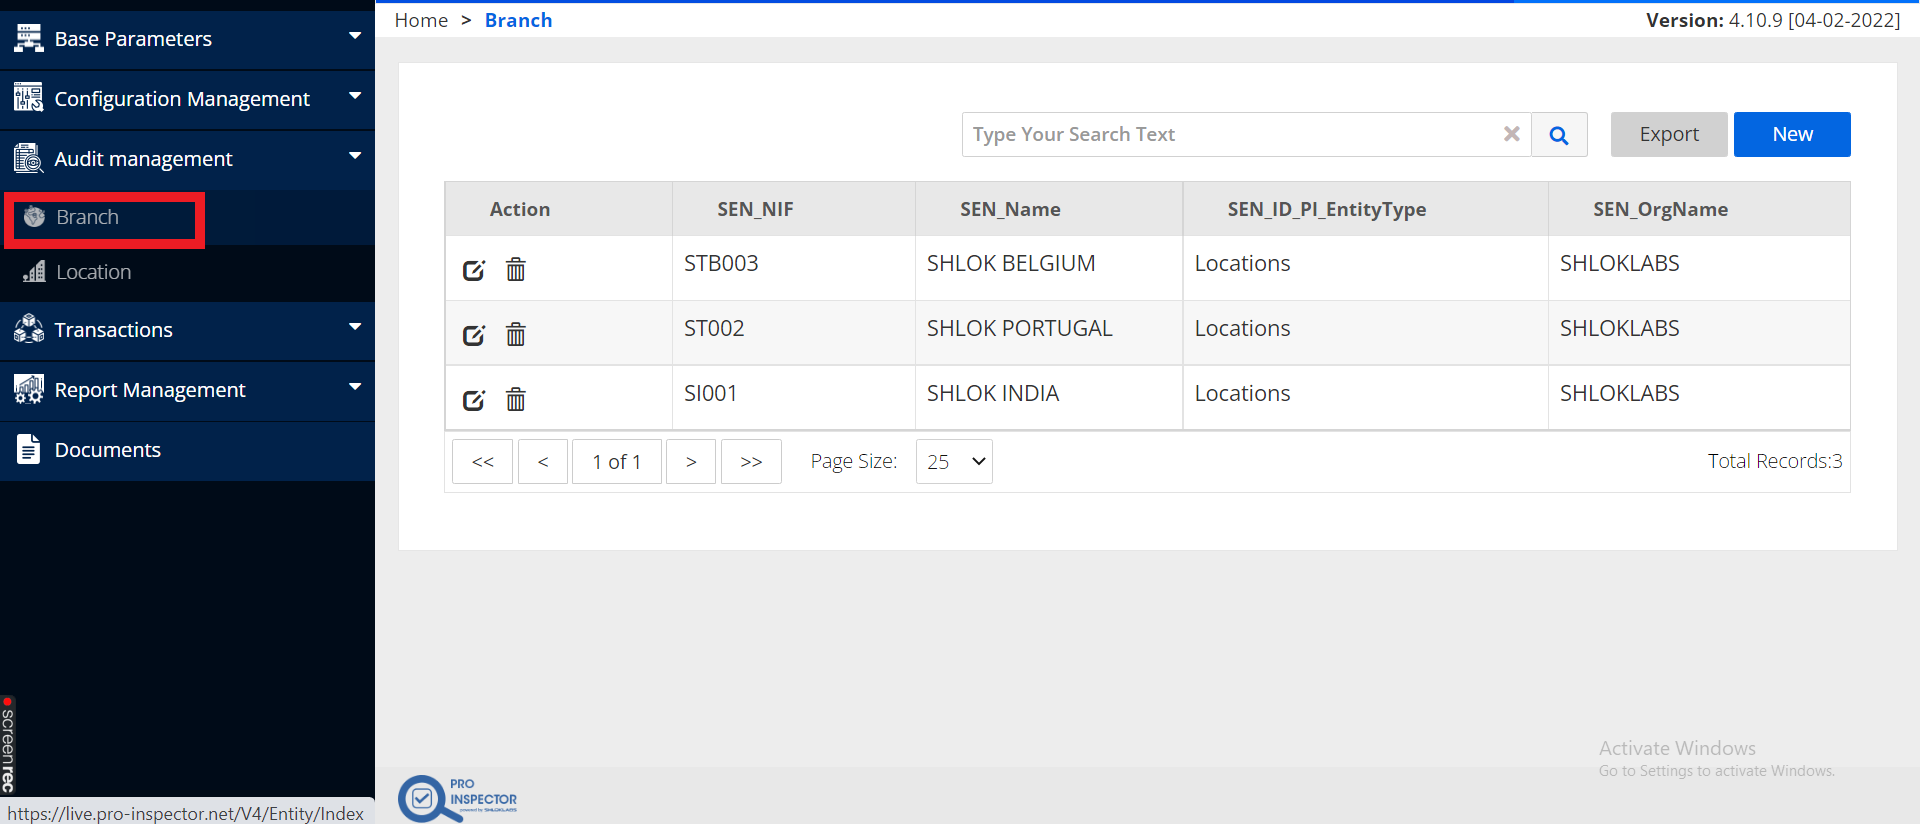 Base Parameters
Configuration Management
Audit management
Branch
Location
Transactions
Report Management
Documents
Home > Branch
Version: 4.10.9 [04-02-2022]
Type Your Search Text
Export
New
Action SEN_NIF SEN_Name SEN_ID_PI_EntityType SEN_OrgName
STB003 SHLOK BELGIUM Locations SHLOKLABS
ST002 SHLOK PORTUGAL Locations SHLOKLABS
SI001 SHLOK INDIA Locations SHLOKLABS
<< < 1 of 1 > >> Page Size: 25 Total Records:3
Activate Windows
Go to Settings to activate Windows.
screenrec
PRO
INSPECTOR
powered by SHLOKLABS
https://live.pro-inspector.net/V4/Entity/Index